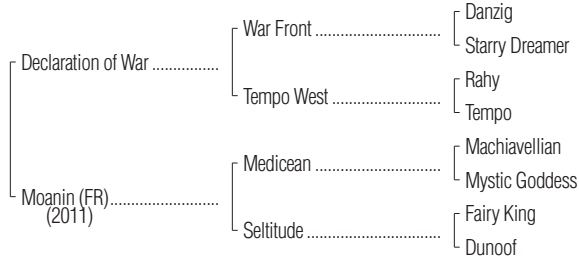 Danzig
War Front ..............................
Starry Dreamer
Declaration of War ................
Rahy
Tempo West ..........................
Tempo
Machiavellian
Medicean ..............................
Mystic Goddess
Moanin (FR)..........................
(2011)
Fairy King
Seltitude ................................
Dunoof